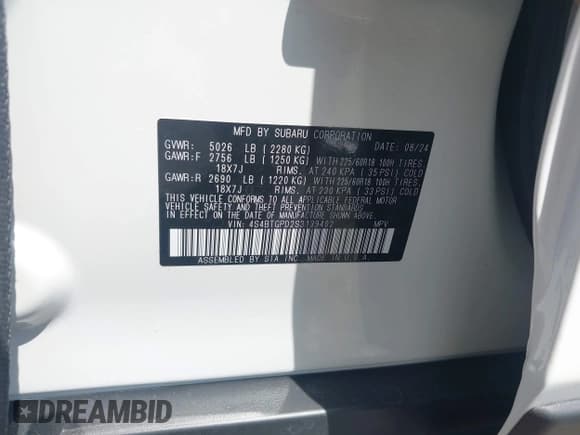 MFD BY SUBARU CORPORATION
GVWR: 5026 LB (2280 KG) DATE: 08/24
GAWR:F 2756 LB (1250 KG) WITH 225/60R18 100H TIRES,
18X7J RIMS, AT 240 KPA (35 PSI) COLD
GAWR:R 2690 LB (1220 KG) WITH 225/60R18 100H TIRES,
18X7J RIMS, AT 230 KPA (33 PSI) COLD
THIS VEHICLE CONFORMS TO ALL APPLICABLE FEDERAL MOTOR
VEHICLE SAFETY AND THEFT PREVENTION STANDARDS
IN EFFECT ON THE DATE OF MANUFACTURE SHOWN ABOVE.
VIN: 4S4BTGPD2S3139492 MPV
ASSEMBLED BY SIA INC. MADE IN U.S.A.
DREAMBID